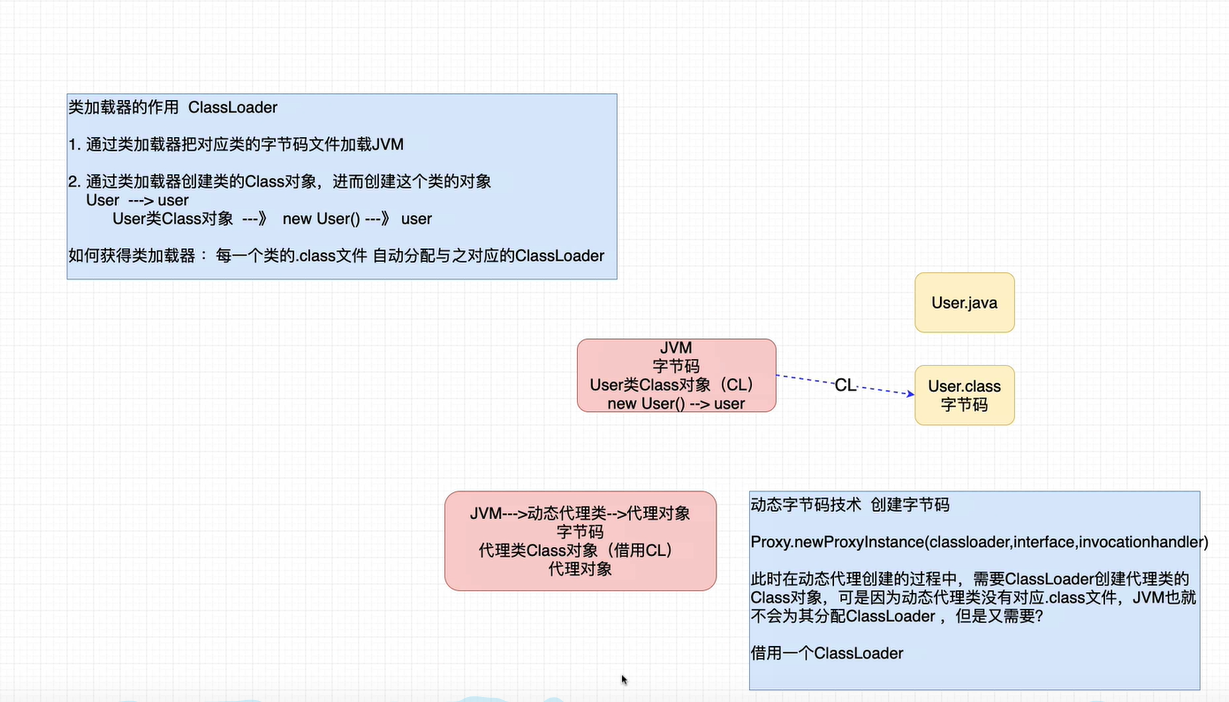 类加载器的作用  ClassLoader
1. 通过类加载器把对应类的字节码文件加载JVM
2. 通过类加载器创建类的Class对象，进而创建这个类的对象
User  ---> user
User类Class对象  ---》  new User() ---》 user
如何获得类加载器： 每一个类的.class文件 自动分配与之对应的ClassLoader
User.java
JVM
字节码
User类Class对象（CL）
new User() --> user
CL
User.class
字节码
JVM--->动态代理类-->代理对象
字节码
代理类Class对象（借用CL）
代理对象
动态字节码技术  创建字节码
Proxy.newProxyInstance(classloader,interface,invocationhandler)
此时在动态代理创建的过程中，需要ClassLoader创建代理类的
Class对象，可是因为动态代理类没有对应.class文件，JVM也就
不会为其分配ClassLoader ，但是又需要?
借用一个ClassLoader